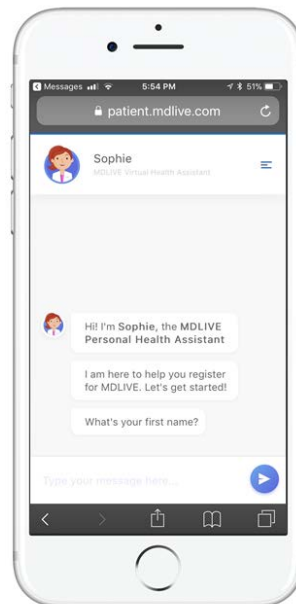 Messages
5:54 PM
51%
patient.mdlive.com
Sophie
MDLIVE Virtual Health Assistant
Hi! I'm Sophie, the MDLIVE
Personal Health Assistant
I am here to help you register
for MDLIVE. Let's get started!
What's your first name?
Type your message here...